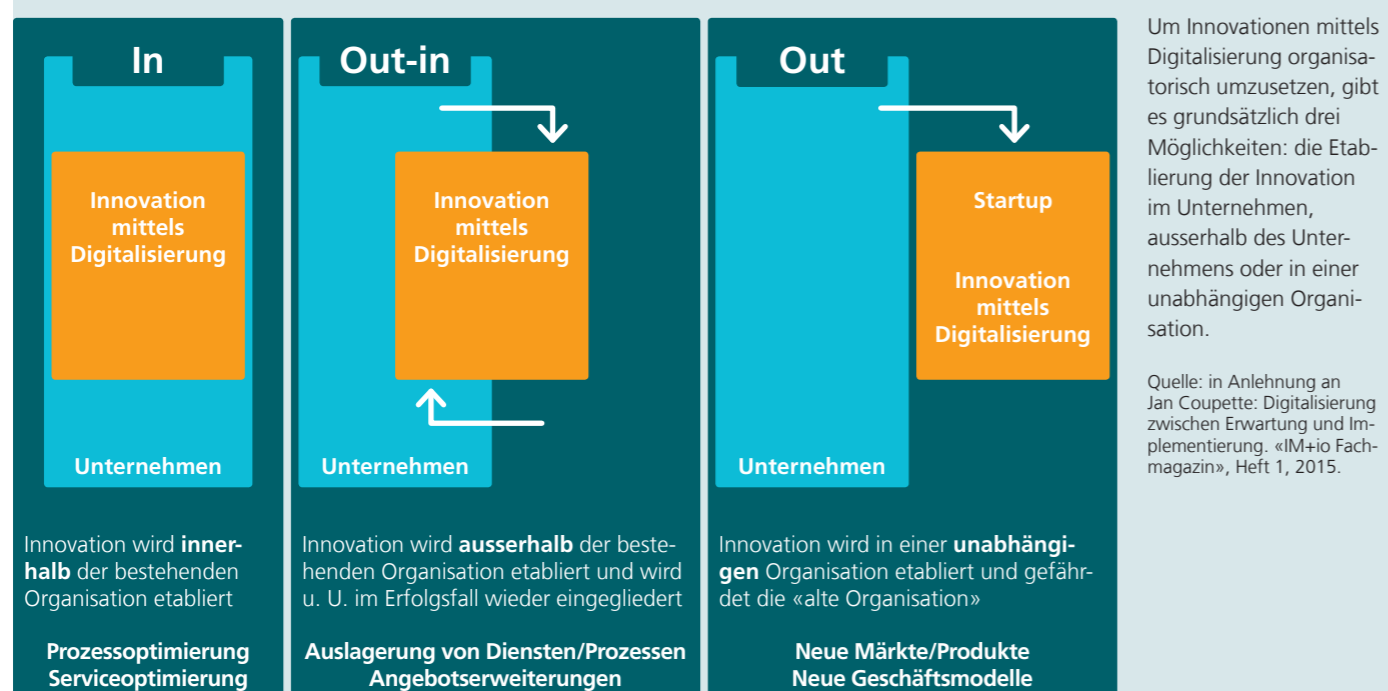 In
Innovation
mittels
Digitalisierung
Unternehmen
Innovation wird inner-
halb der bestehenden
Organisation etabliert
Prozessoptimierung
Serviceoptimierung
Out-in
Innovation
mittels
Digitalisierung
Unternehmen
Innovation wird ausserhalb der beste-
henden Organisation etabliert und wird
u. U. im Erfolgsfall wieder eingegliedert
Auslagerung von Diensten/Prozessen
Angebotserweiterungen
Out
Startup
Innovation
mittels
Digitalisierung
Unternehmen
Innovation wird in einer unabhängi-
gen Organisation etabliert und gefähr-
det die «alte Organisation»
Neue Märkte/Produkte
Neue Geschäftsmodelle
Um Innovationen mittels
Digitalisierung organisa-
torisch umzusetzen, gibt
es grundsätzlich drei
Möglichkeiten: die Etab-
lierung der Innovation
im Unternehmen,
ausserhalb des Unter-
nehmens oder in einer
unabhängigen Organi-
sation.
Quelle: in Anlehnung an
Jan Coupette: Digitalisierung
zwischen Erwartung und Im-
plementierung. «IM+io Fach-
magazin», Heft 1, 2015.